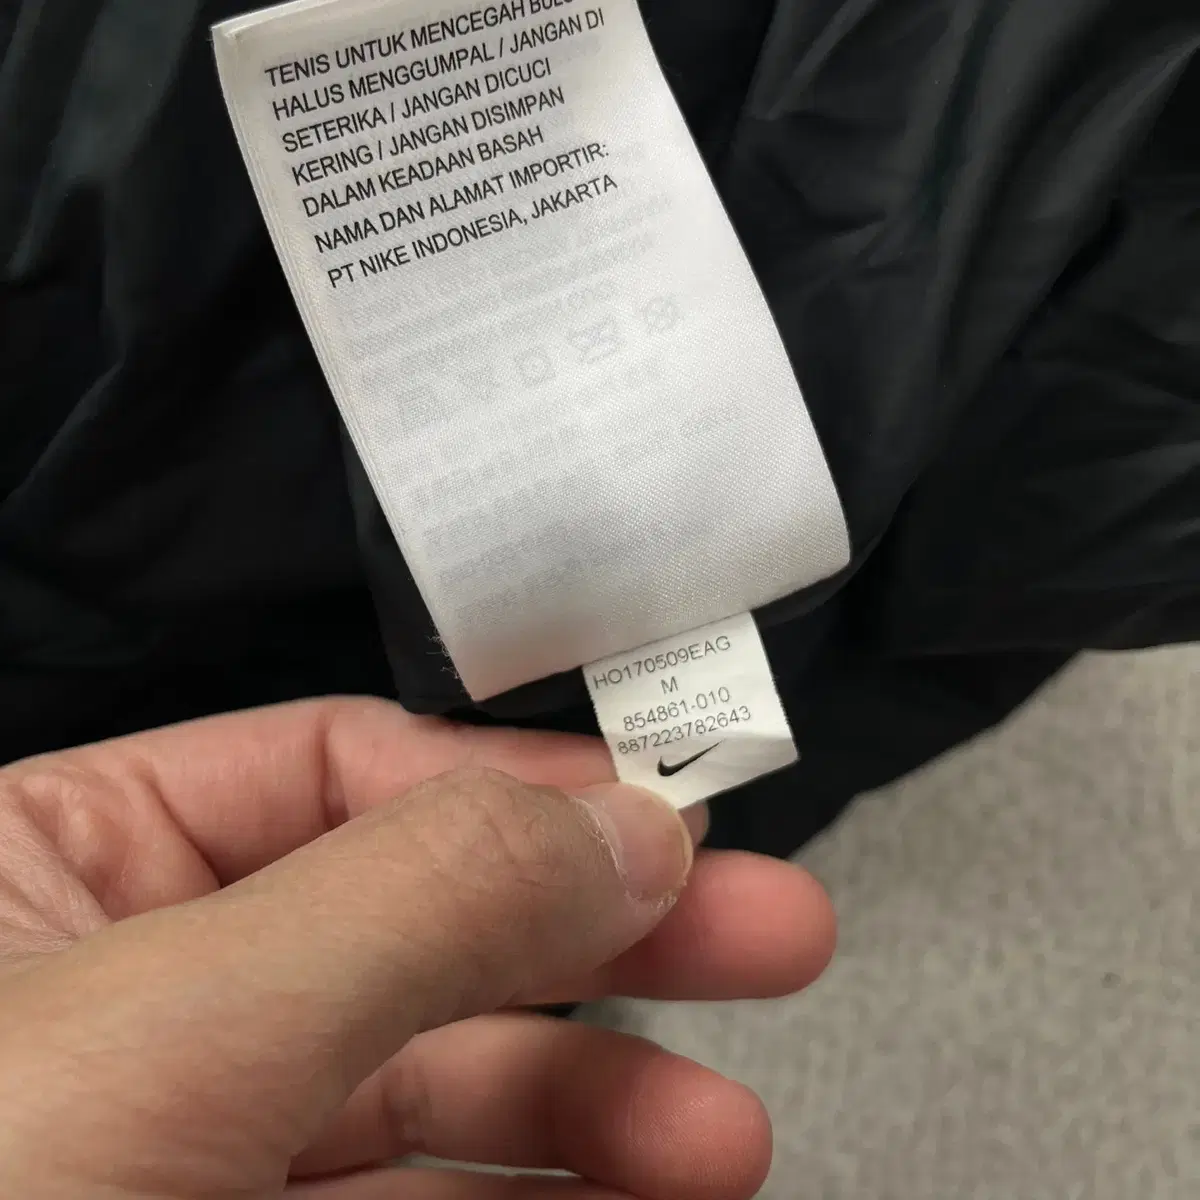 TENIS UNTUK MENCEGAH BULU
HALUS MENGGUMPAL / JANGAN DI
SETERIKA / JANGAN DICUCI
KERING / JANGAN DISIMPAN
DALAM KEADAAN BASAH
NAMA DAN ALAMAT IMPORTIR:
PT NIKE INDONESIA, JAKARTA
HO170509EAG
M
854861-010
887223782643